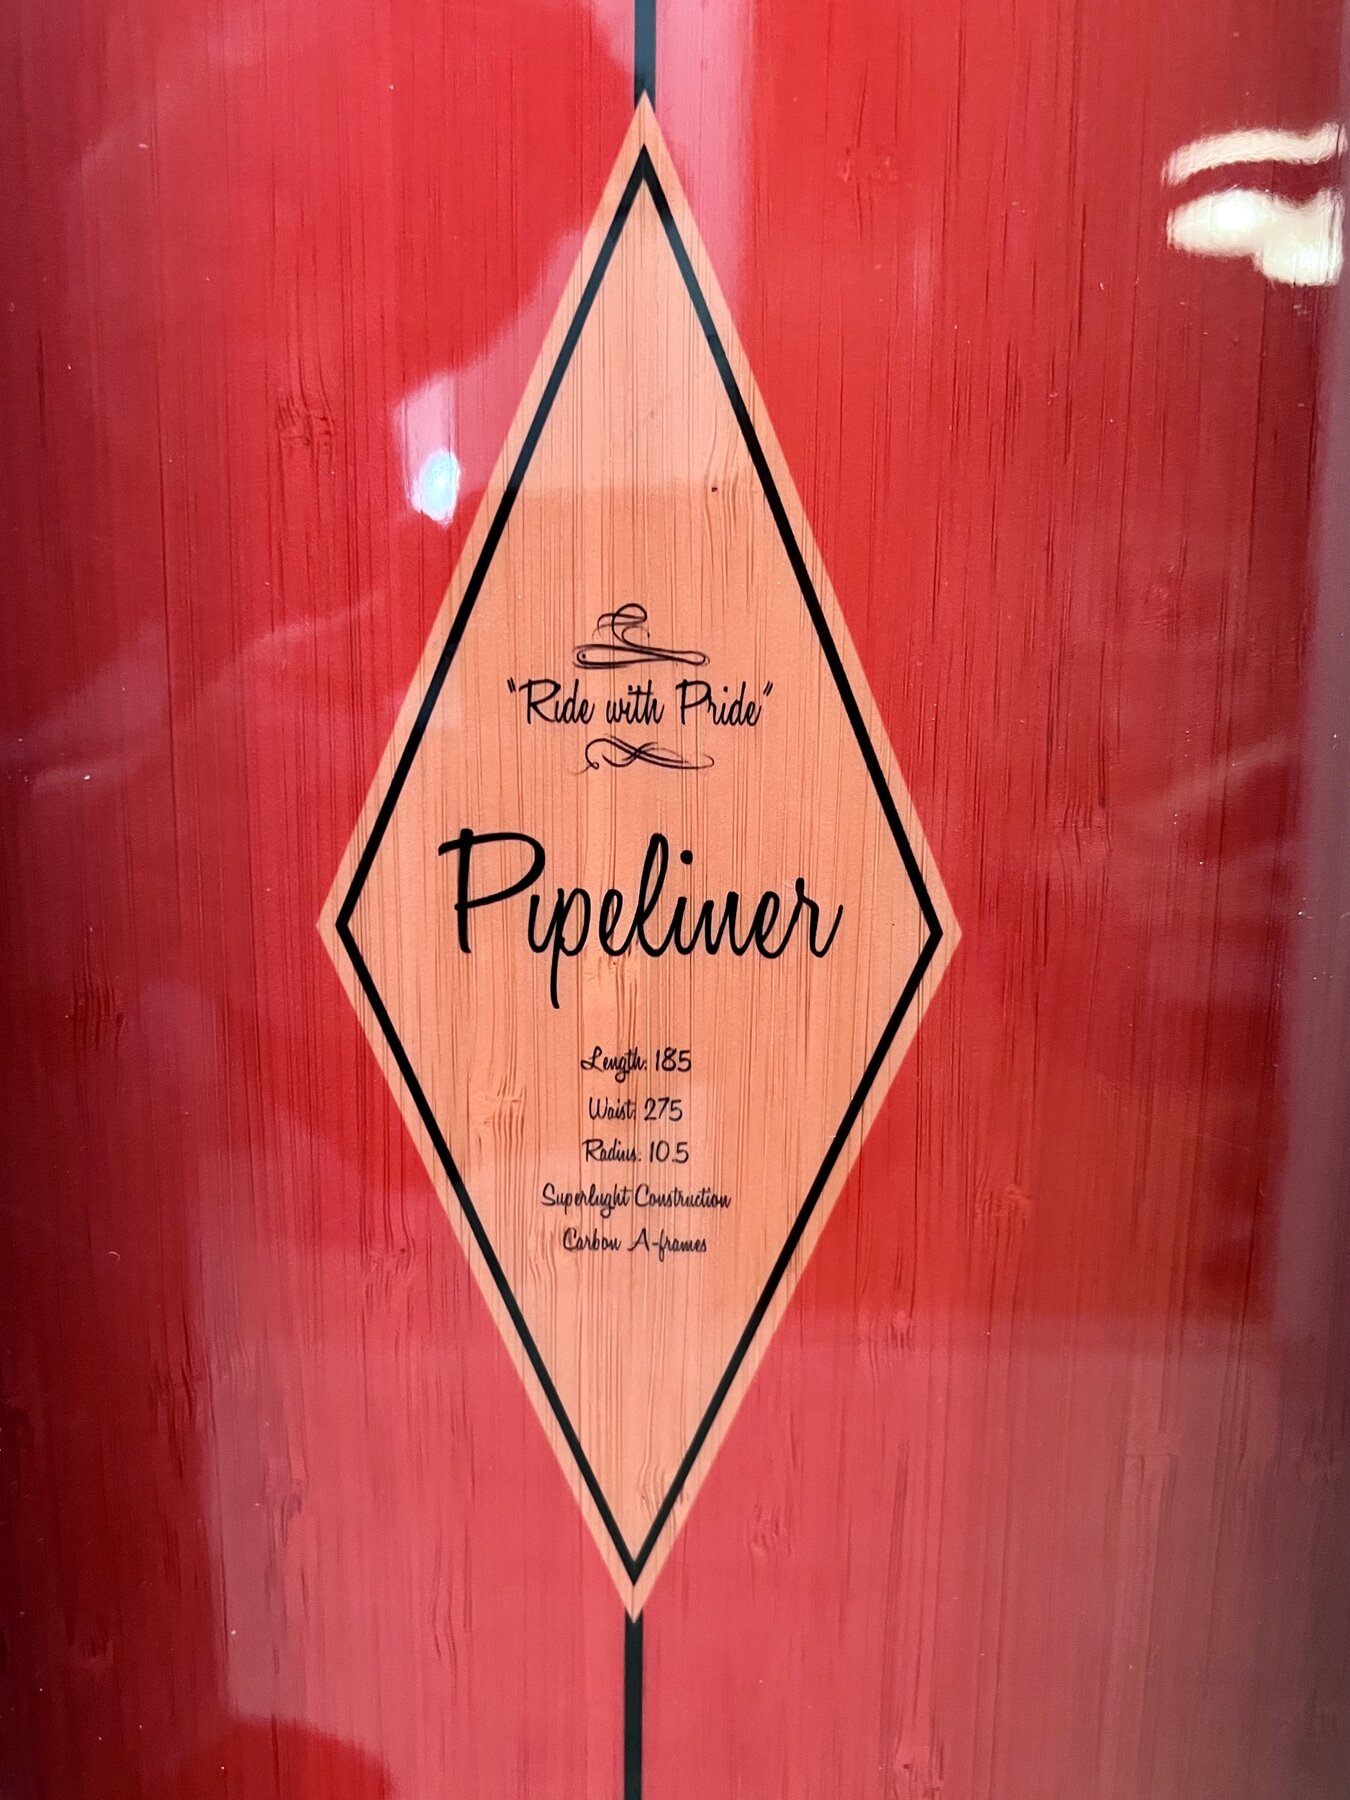 "Ride with Pride"
Pipeliner
Length: 185
Waist: 275
Radius: 10.5
Superlight Construction
Carbon A-frames